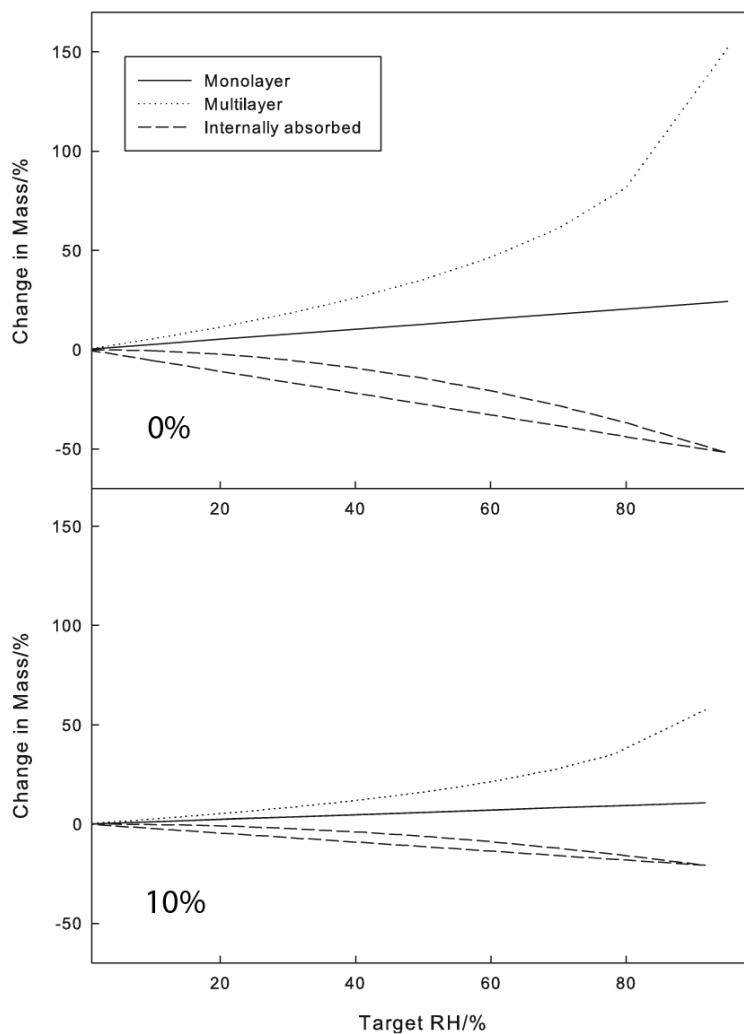 150
100
50
0
-50
Change in Mass/%
Monolayer
Multilayer
Internally absorbed
0%
20 40 60 80
150
100
50
0
-50
Change in Mass/%
10%
20 40 60 80
Target RH/%